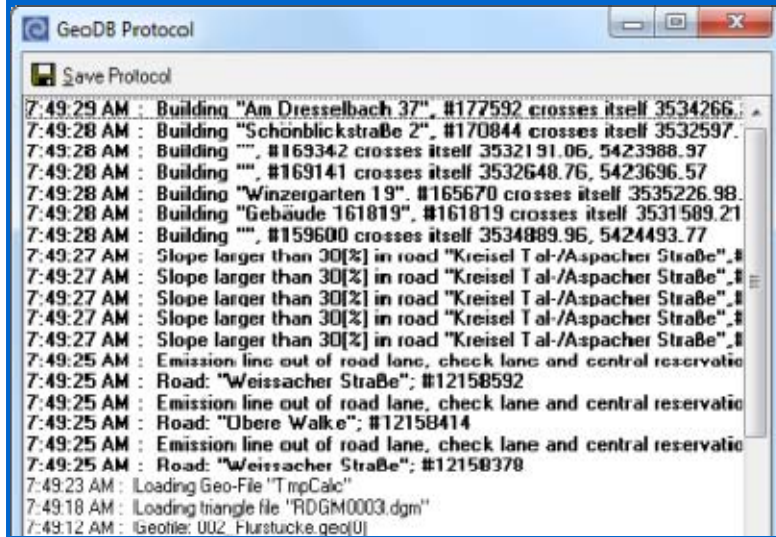 GeoDB Protocol
Save Protocol
7:49:29 AM : Building "Am Dresselbach 37", #177592 crosses itself 3534266.
7:49:28 AM : Building "Schönblickstraße 2", #170844 crosses itself 3532597.
7:49:28 AM : Building "", #169342 crosses itself 3532191.06, 5423988.97
7:49:28 AM : Building "", #169141 crosses itself 3532648.76, 5423696.57
7:49:28 AM : Building "Winzergarten 19", #165670 crosses itself 3535226.98.
7:49:28 AM : Building "Gebäude 161819", #161819 crosses itself 3531589.21
7:49:28 AM : Building "", #159600 crosses itself 3534889.96, 5424493.77
7:49:27 AM : Slope larger than 30[%] in road "Kreisel Tal-/Aspacher Straße",#
7:49:27 AM : Slope larger than 30[%] in road "Kreisel Tal-/Aspacher Straße",#
7:49:27 AM : Slope larger than 30[%] in road "Kreisel Tal-/Aspacher Straße",#
7:49:27 AM : Slope larger than 30[%] in road "Kreisel Tal-/Aspacher Straße",#
7:49:27 AM : Slope larger than 30[%] in road "Kreisel Tal-/Aspacher Straße",#
7:49:25 AM : Emission line out of road lane, check lane and central reservatio
7:49:25 AM : Road: "Weissacher Straße"; #12158592
7:49:25 AM : Emission line out of road lane, check lane and central reservatio
7:49:25 AM : Road: "Obere Walke"; #12158414
7:49:25 AM : Emission line out of road lane, check lane and central reservatio
7:49:25 AM : Road: "Weissacher Straße"; #12158378
7:49:23 AM : Loading Geo-File "TmpCalc"
7:49:18 AM : Loading triangle file "RDGM0003.dgm"
7:49:12 AM : Geofile: 002_Flurstücke.geo[0]